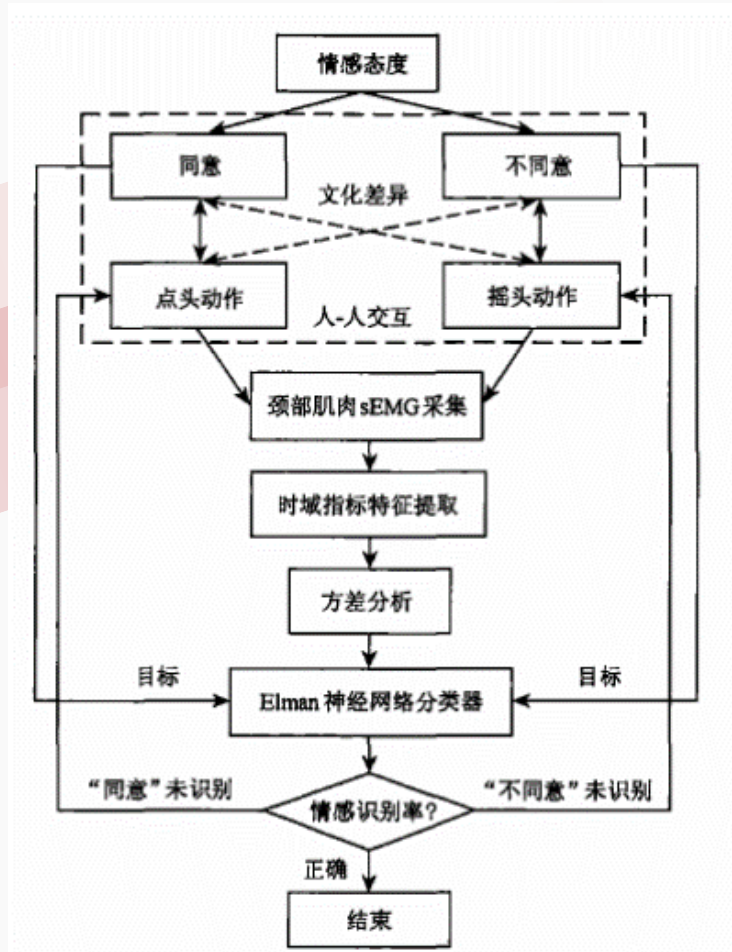 情感态度
同意
不同意
文化差异
点头动作
摇头动作
人-人交互
颈部肌肉sEMG采集
时域指标特征提取
方差分析
目标
目标
Elman神经网络分类器
“同意”未识别
“不同意”未识别
情感识别率?
正确
结束